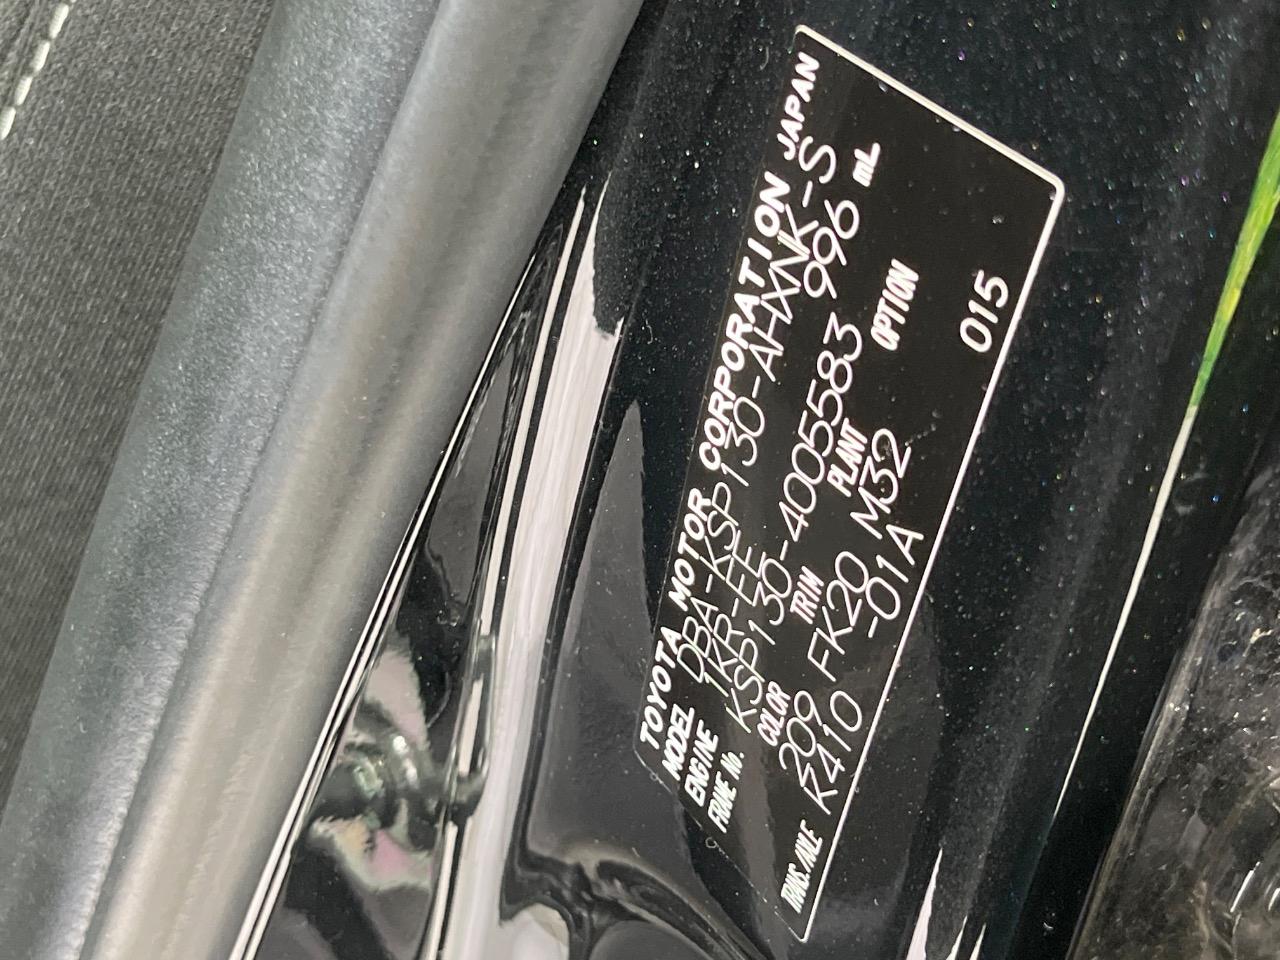 TOYOTA MOTOR CORPORATION JAPAN
MODEL DBA-KSP130-AHXNK-S
ENGINE 1KR-EE 996 mL
FRAME No. KSP130-4005583
COLOR TRIM PLANT OPTION
209 FK20 M32
TRANS./AXLE K410 -01A 015